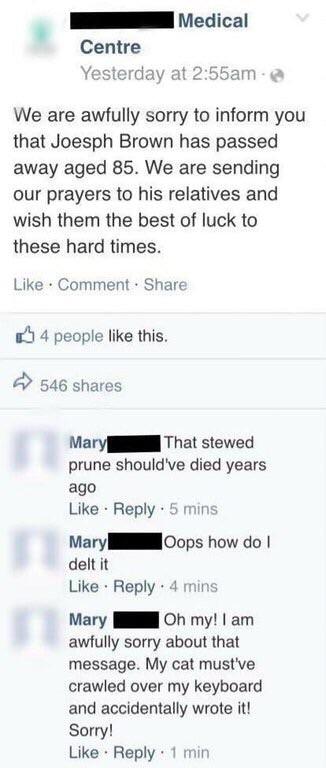 Medical
Centre
Yesterday at 2:55am ·
We are awfully sorry to inform you
that Joesph Brown has passed
away aged 85. We are sending
our prayers to his relatives and
wish them the best of luck to
these hard times.
Like · Comment · Share
4 people like this.
546 shares
Mary That stewed
prune should've died years
ago
Like · Reply · 5 mins
Mary Oops how do I
delt it
Like · Reply · 4 mins
Mary Oh my! I am
awfully sorry about that
message. My cat must've
crawled over my keyboard
and accidentally wrote it!
Sorry!
Like · Reply · 1 min